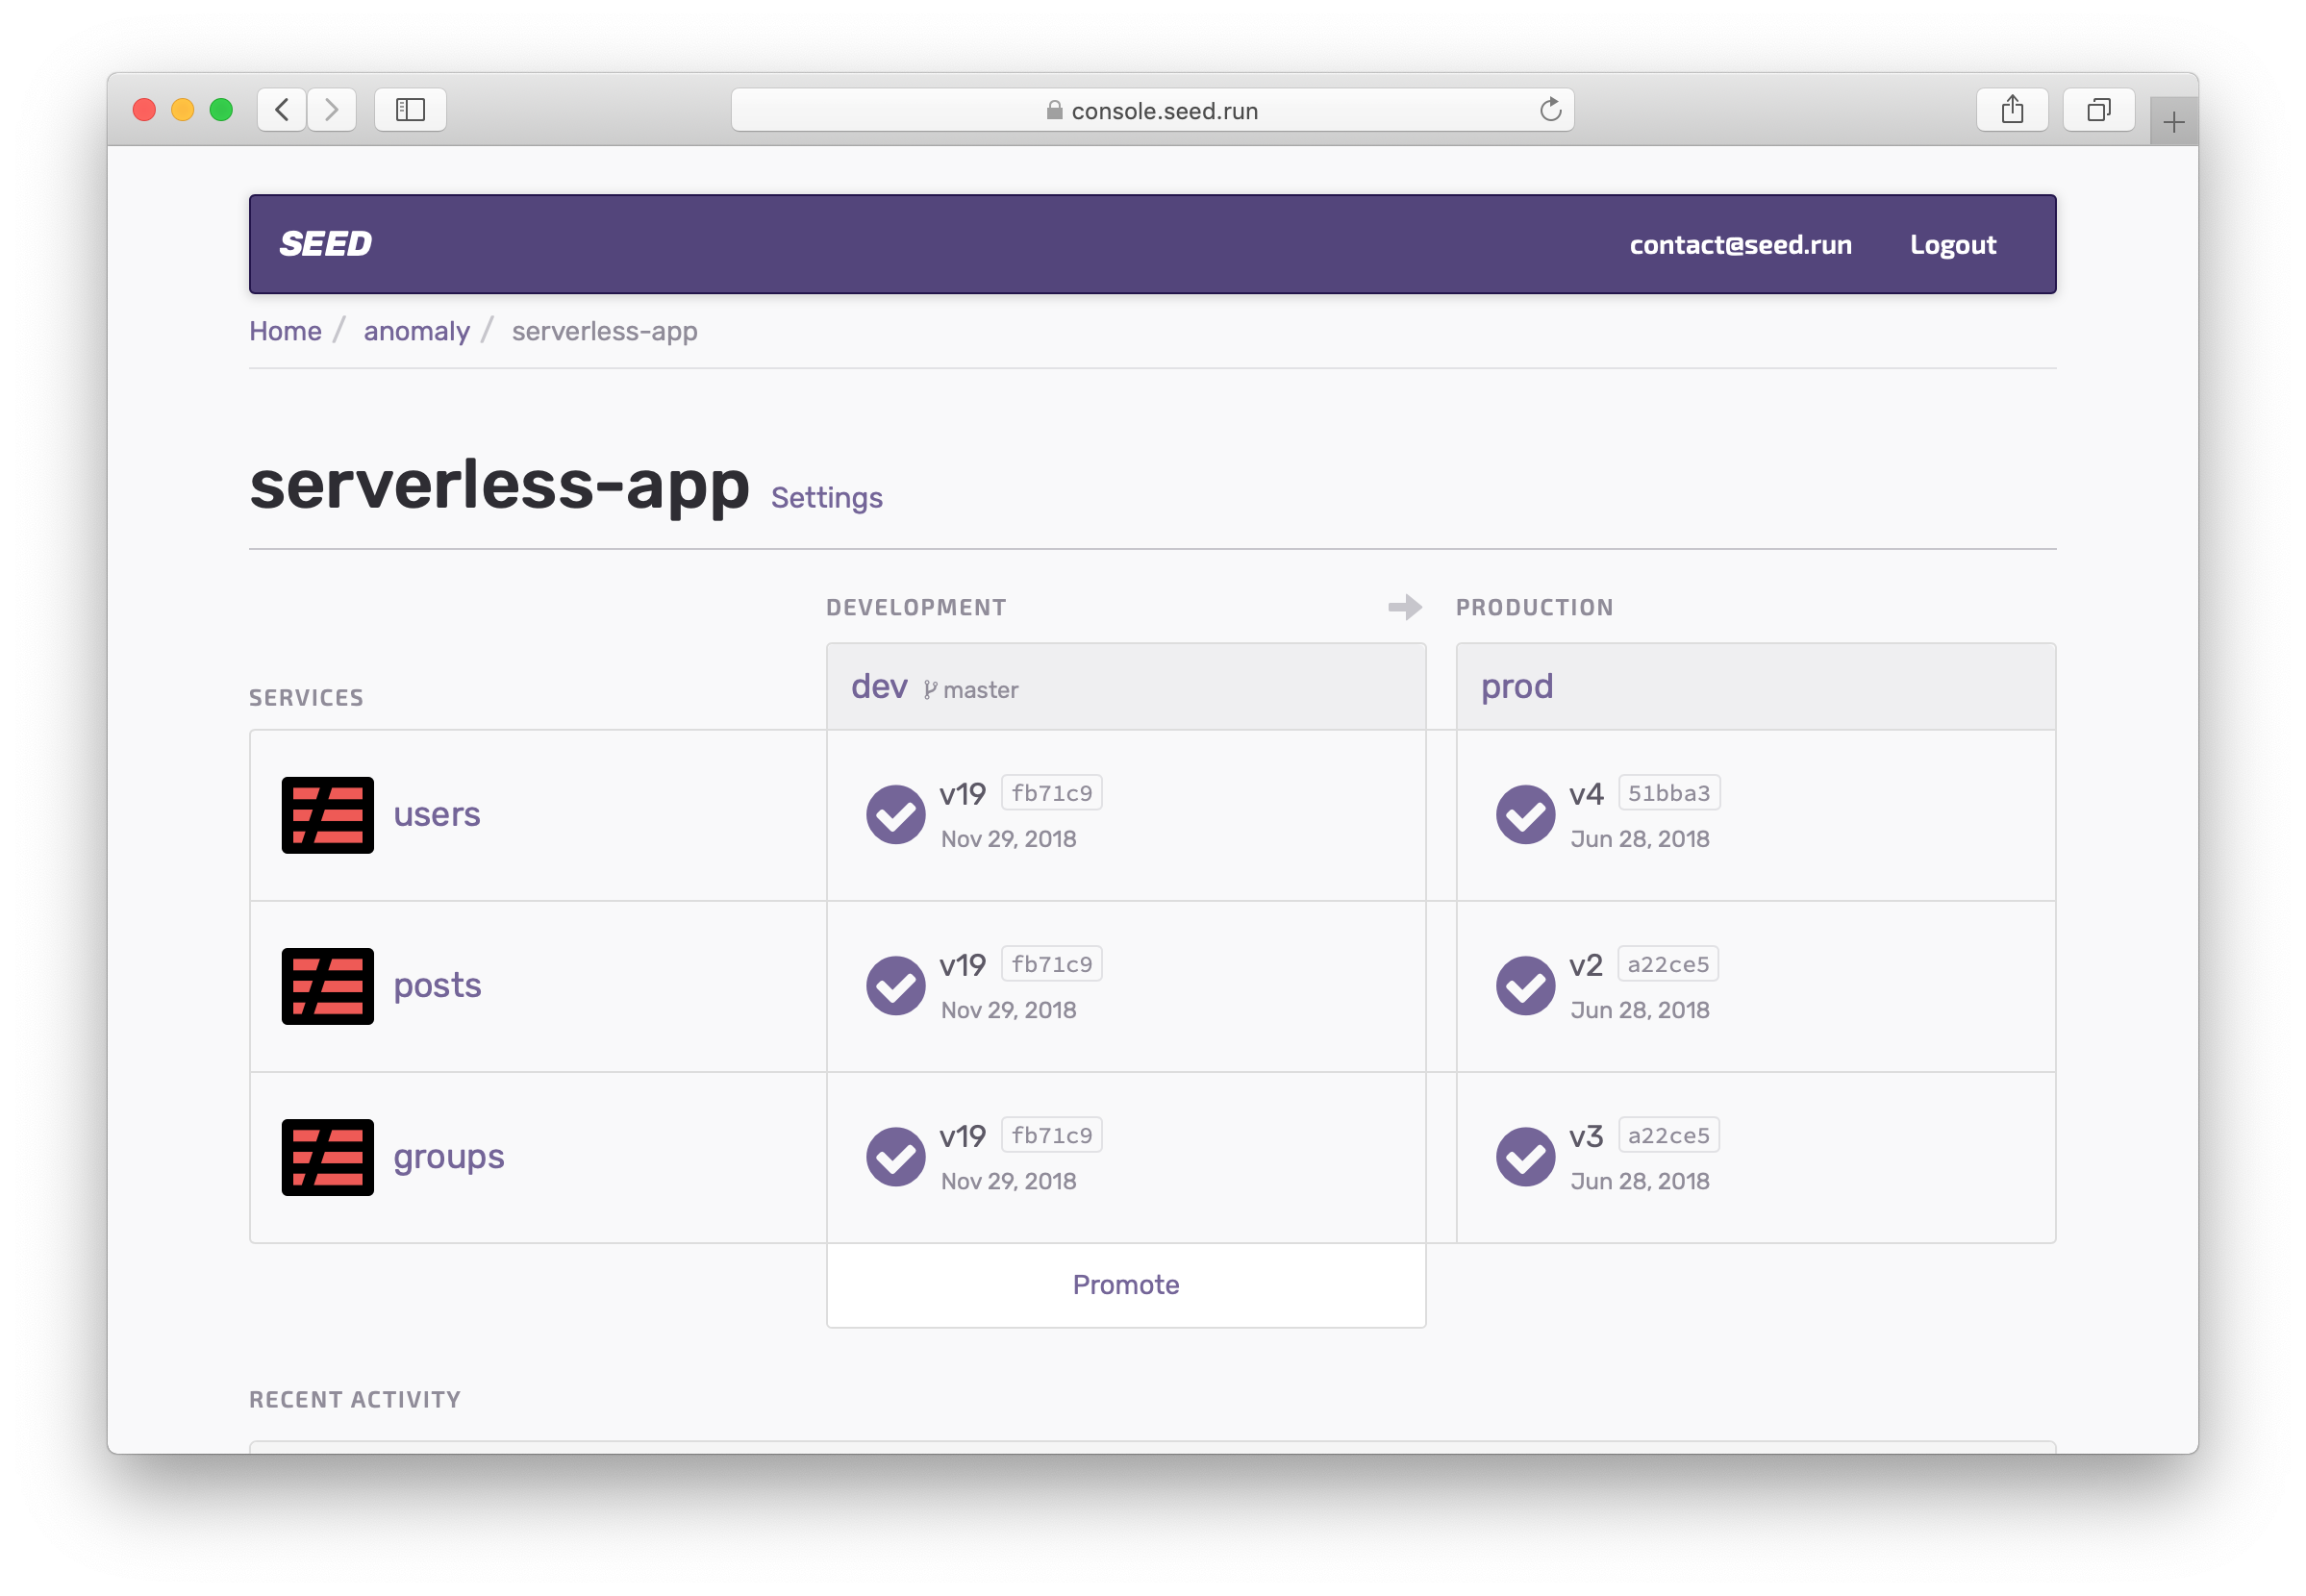 console.seed.run
SEED
contact@seed.run Logout
Home / anomaly / serverless-app
serverless-app Settings
DEVELOPMENT PRODUCTION
SERVICES
dev master
prod
users
v19 fb71c9
Nov 29, 2018
v4 51bba3
Jun 28, 2018
posts
v19 fb71c9
Nov 29, 2018
v2 a22ce5
Jun 28, 2018
groups
v19 fb71c9
Nov 29, 2018
v3 a22ce5
Jun 28, 2018
Promote
RECENT ACTIVITY